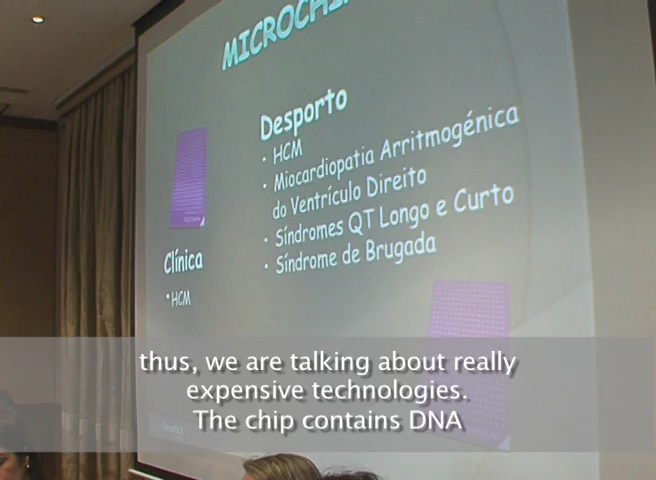 Desporto
• HCM
• Miocardiopatia Arritmogénica
do Ventrículo Direito
• Síndromes QT Longo e Curto
• Síndrome de Brugada
Clínica
• HCM
thus, we are talking about really
expensive technologies.
The chip contains DNA